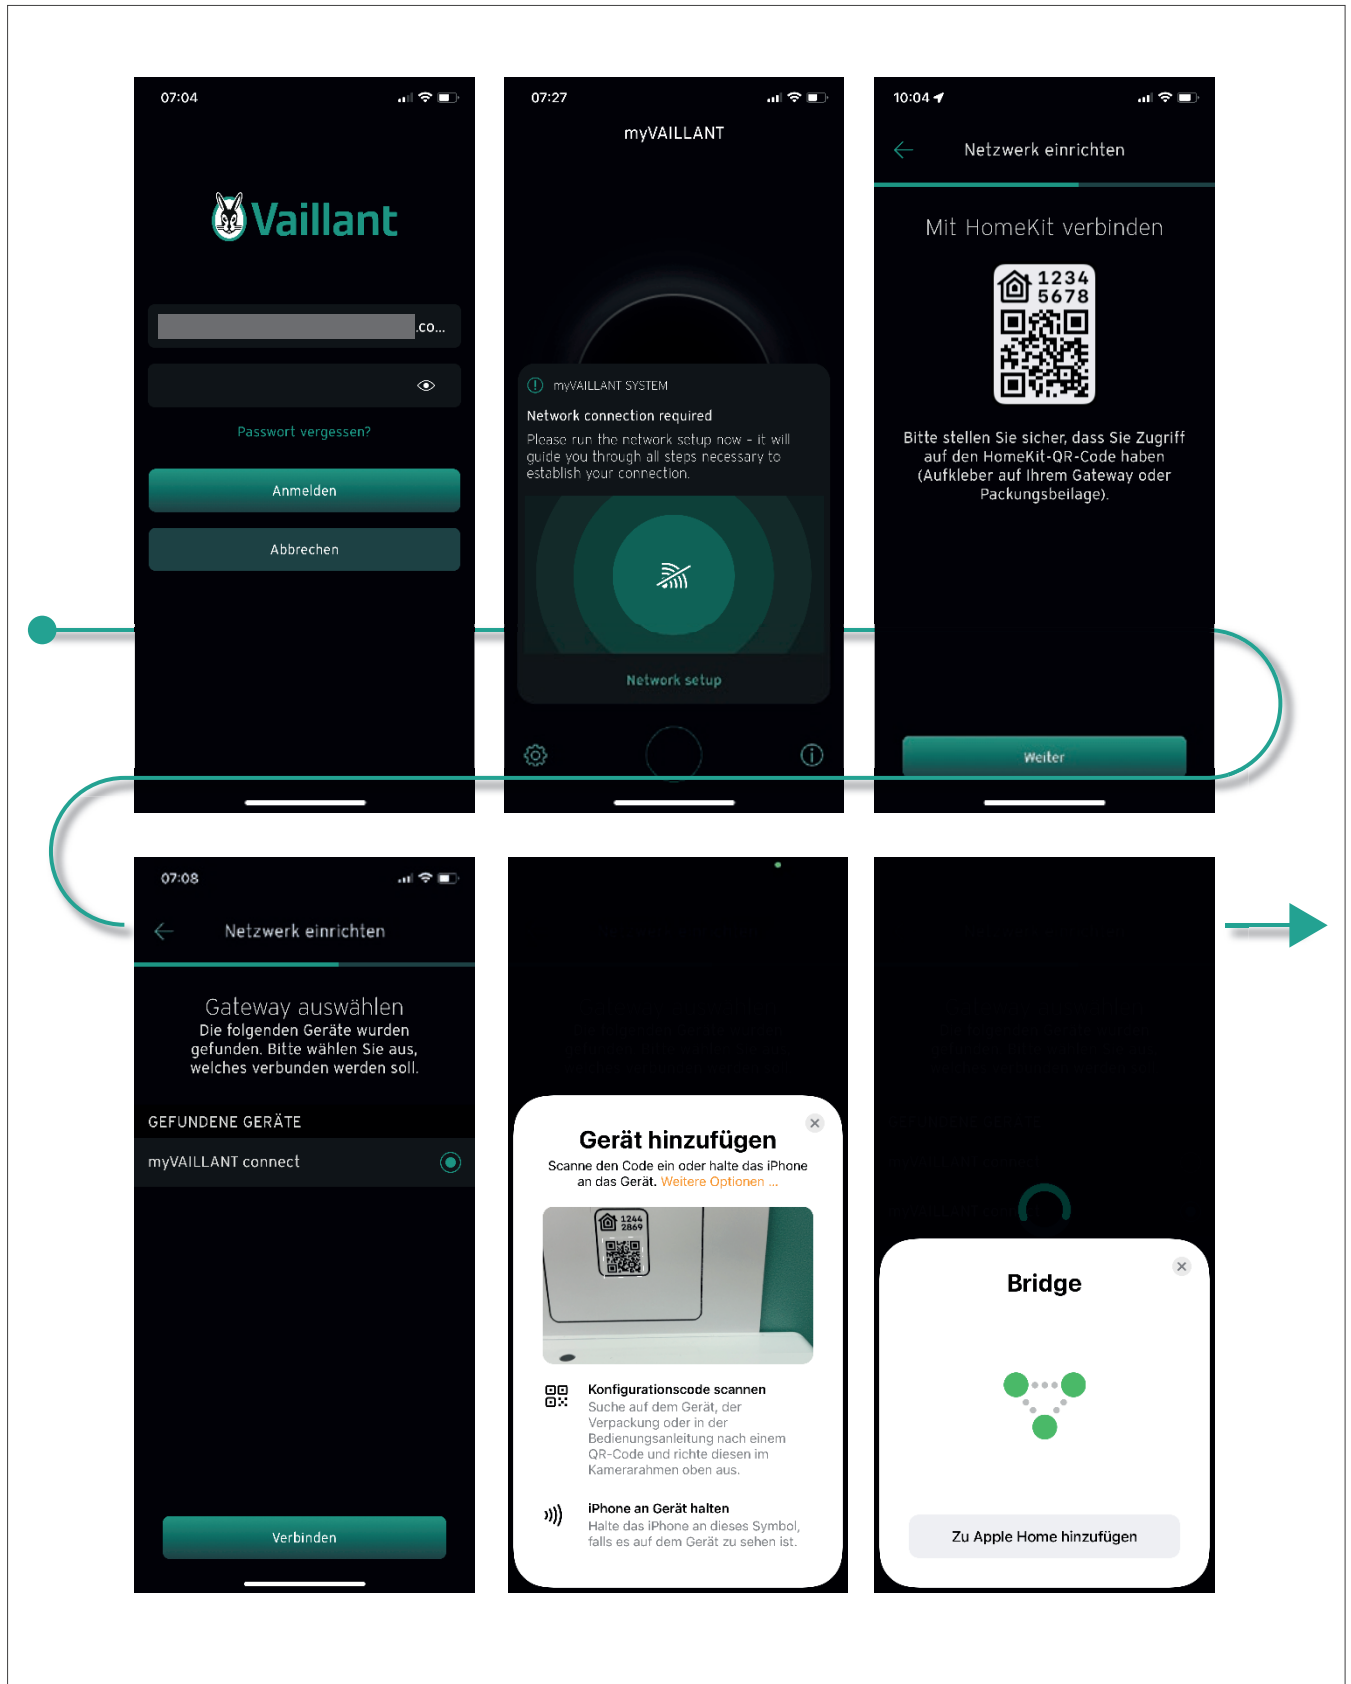 07:04
Vaillant
.co...
Passwort vergessen?
Anmelden
Abbrechen
07:27
myVAILLANT
myVAILLANT SYSTEM
Network connection required
Please run the network setup now - it will
guide you through all steps necessary to
establish your connection.
Network setup
10:04
Netzwerk einrichten
Mit HomeKit verbinden
1234
5678
Bitte stellen Sie sicher, dass Sie Zugriff
auf den HomeKit-QR-Code haben
(Aufkleber auf Ihrem Gateway oder
Packungsbeilage).
Weiter
07:08
Netzwerk einrichten
Gateway auswählen
Die folgenden Geräte wurden
gefunden. Bitte wählen Sie aus,
welches verbunden werden soll.
GEFUNDENE GERÄTE
myVAILLANT connect
Verbinden
Gerät hinzufügen
Scanne den Code ein oder halte das iPhone
an das Gerät. Weitere Optionen ...
1244
2869
Konfigurationscode scannen
Suche auf dem Gerät, der
Verpackung oder in der
Bedienungsanleitung nach einem
QR-Code und richte diesen im
Kamerarahmen oben aus.
iPhone an Gerät halten
Halte das iPhone an dieses Symbol,
falls es auf dem Gerät zu sehen ist.
GEFUNDENE GERÄTE
myVAILLANT connect
myVAILLANT connect
Bridge
Zu Apple Home hinzufügen